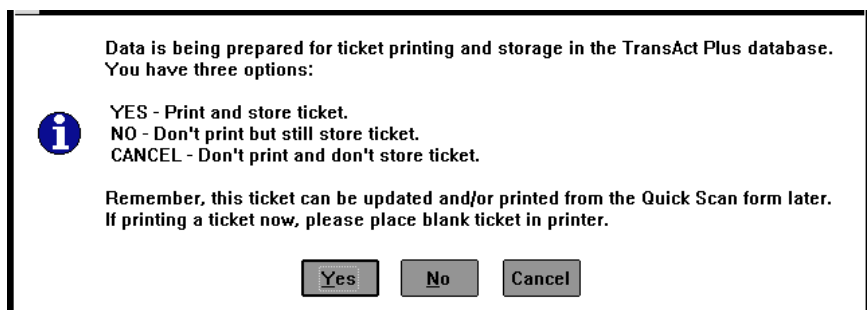 Data is being prepared for ticket printing and storage in the TransAct Plus database.
You have three options:
YES - Print and store ticket.
NO - Don't print but still store ticket.
CANCEL - Don't print and don't store ticket.
Remember, this ticket can be updated and/or printed from the Quick Scan form later.
If printing a ticket now, please place blank ticket in printer.
Yes No Cancel